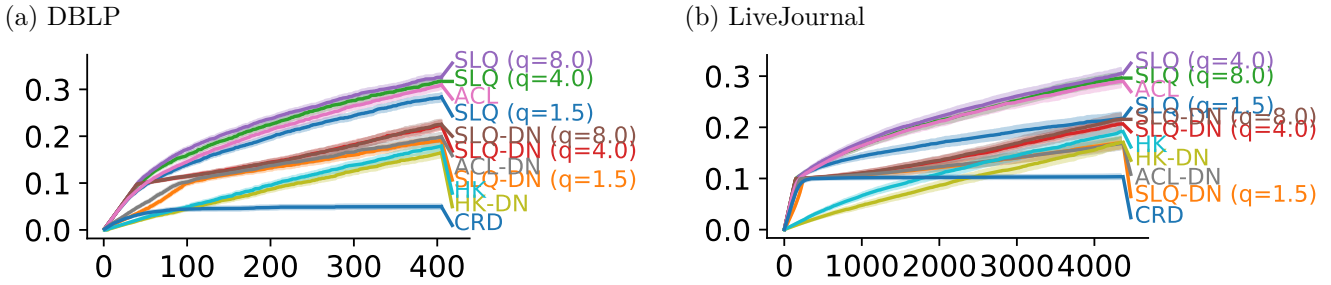 (a) DBLP
0.3
0.2
0.1
0.0
0 100 200 300 400
SLQ (q=8.0)
SLQ (q=4.0)
ACL
SLQ (q=1.5)
SLQ-DN (q=8.0)
SLQ-DN (q=4.0)
ACL-DN
SLQ-DN (q=1.5)
HK
HK-DN
CRD
(b) LiveJournal
0.3
0.2
0.1
0.0
0 1000 2000 3000 4000
SLQ (q=4.0)
SLQ (q=8.0)
ACL
SLQ (q=1.5)
SLQ-DN (q=8.0)
SLQ-DN (q=4.0)
HK
HK-DN
ACL-DN
SLQ-DN (q=1.5)
CRD